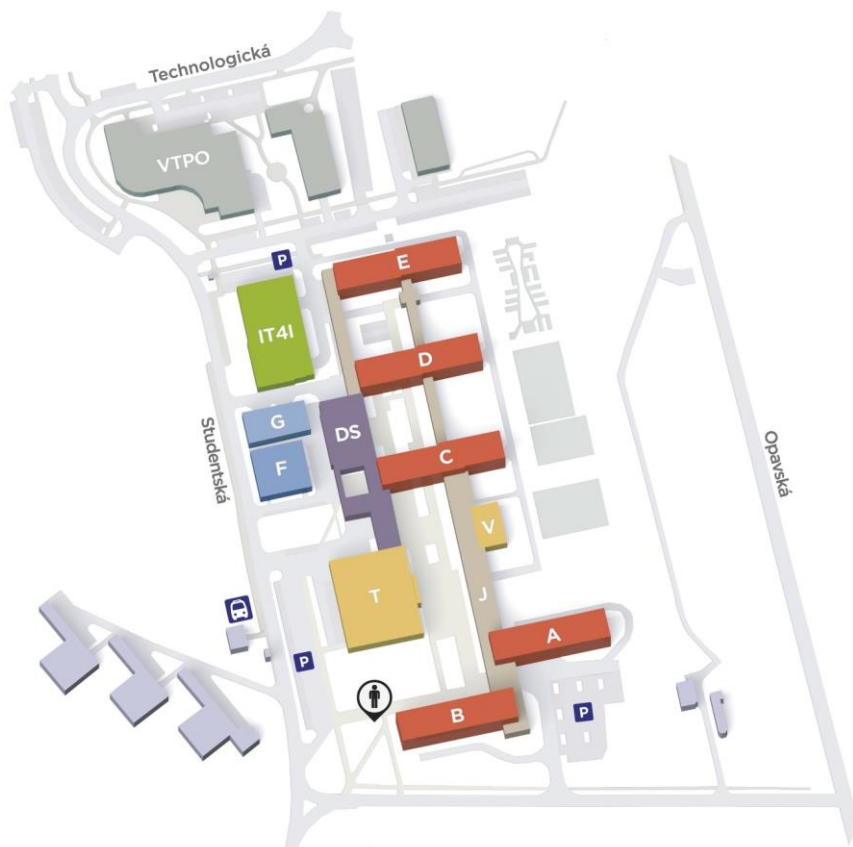 Technologická
VTPO
P
E
IT4I
D
G
DS
F
C
Studentská
Opavská
V
T
J
A
P
B
P